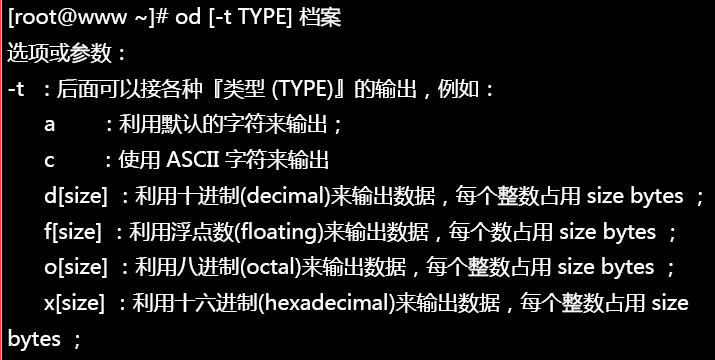 [root@www ~]# od [-t TYPE] 档案
选项或参数：
-t ：后面可以接各种『类型 (TYPE)』的输出，例如：
a ：利用默认的字符来输出；
c ：使用 ASCII 字符来输出
d[size] ：利用十进制(decimal)来输出数据，每个整数占用 size bytes ；
f[size] ：利用浮点数(floating)来输出数据，每个数占用 size bytes ；
o[size] ：利用八进制(octal)来输出数据，每个整数占用 size bytes ；
x[size] ：利用十六进制(hexadecimal)来输出数据，每个整数占用 size
bytes ；